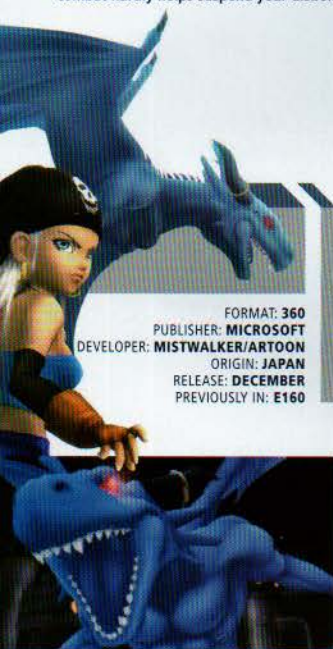 FORMAT: 360
PUBLISHER: MICROSOFT
DEVELOPER: MISTWALKER/ARTOON
ORIGIN: JAPAN
RELEASE: DECEMBER
PREVIOUSLY IN: E160